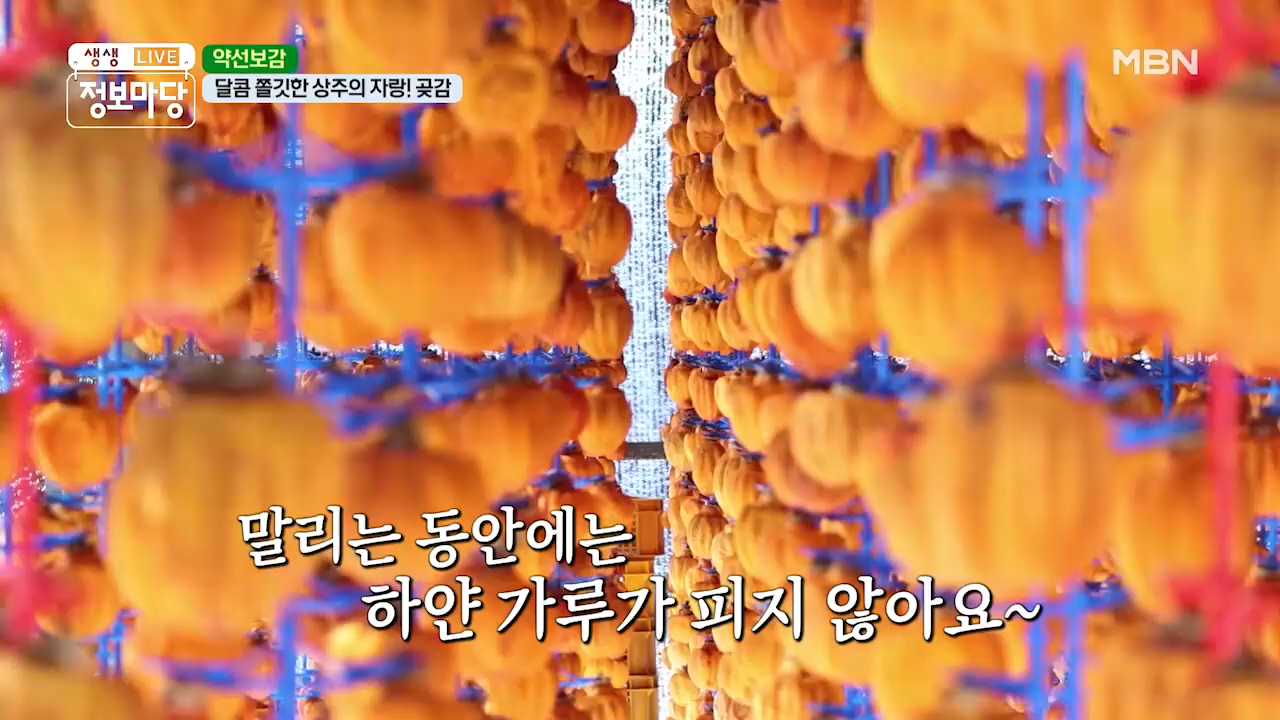 생생 LIVE
정보마당
약선보감
달콤 쫄깃한 상주의 자랑! 곶감
MBN
말리는 동안에는
하얀 가루가 피지 않아요~